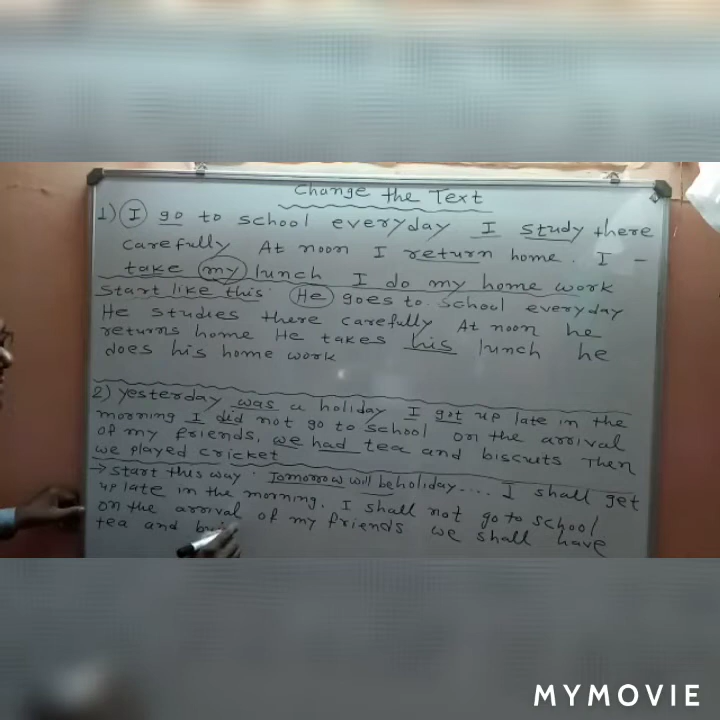 Change the Text
1) I go to school everyday I study there
carefully At noon I return home. I -
take my lunch I do my home work
start like this. He goes to school everyday
He studies there carefully At noon he
returns home He takes his lunch he
does his home work
2) yesterday was a holiday I got up late in the
morning I did not go to school on the arrival
of my friends, we had tea and biscuits Then
we played cricket
→ start this way. Tomorrow will be holiday.... I shall get
up late in the morning. I shall not go to school
on the arrival of my friends we shall have
tea and
MYMOVIE